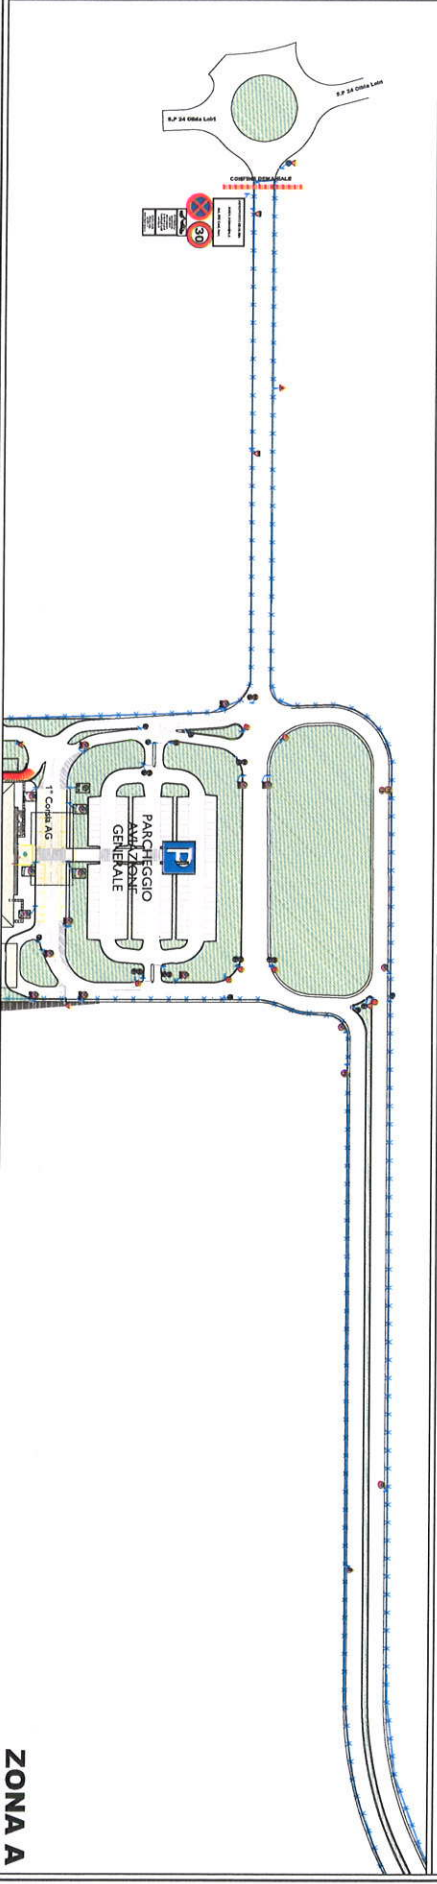 S.P 24 Olbia Loiri
S.P 24 Olbia Loiri
CONFINE DEMANIALE
30
P
PARCHEGGIO
AVIAZIONE
GENERALE
1° Corsia AG
ZONA A